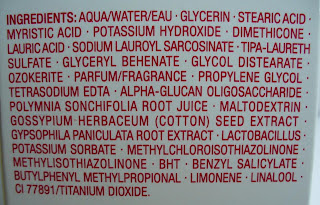 INGREDIENTS: AQUA/WATER/EAU · GLYCERIN · STEARIC ACID ·
MYRISTIC ACID · POTASSIUM HYDROXIDE · DIMETHICONE ·
LAURIC ACID · SODIUM LAUROYL SARCOSINATE · TIPA-LAURETH
SULFATE · GLYCERYL BEHENATE · GLYCOL DISTEARATE ·
OZOKERITE · PARFUM/FRAGRANCE · PROPYLENE GLYCOL ·
TETRASODIUM EDTA · ALPHA-GLUCAN OLIGOSACCHARIDE ·
POLYMNIA SONCHIFOLIA ROOT JUICE · MALTODEXTRIN ·
GOSSYPIUM HERBACEUM (COTTON) SEED EXTRACT ·
GYPSOPHILA PANICULATA ROOT EXTRACT · LACTOBACILLUS ·
POTASSIUM SORBATE · METHYLCHLOROISOTHIAZOLINONE ·
METHYLISOTHIAZOLINONE · BHT · BENZYL SALICYLATE ·
BUTYLPHENYL METHYLPROPIONAL · LIMONENE · LINALOOL ·
CI 77891/TITANIUM DIOXIDE.